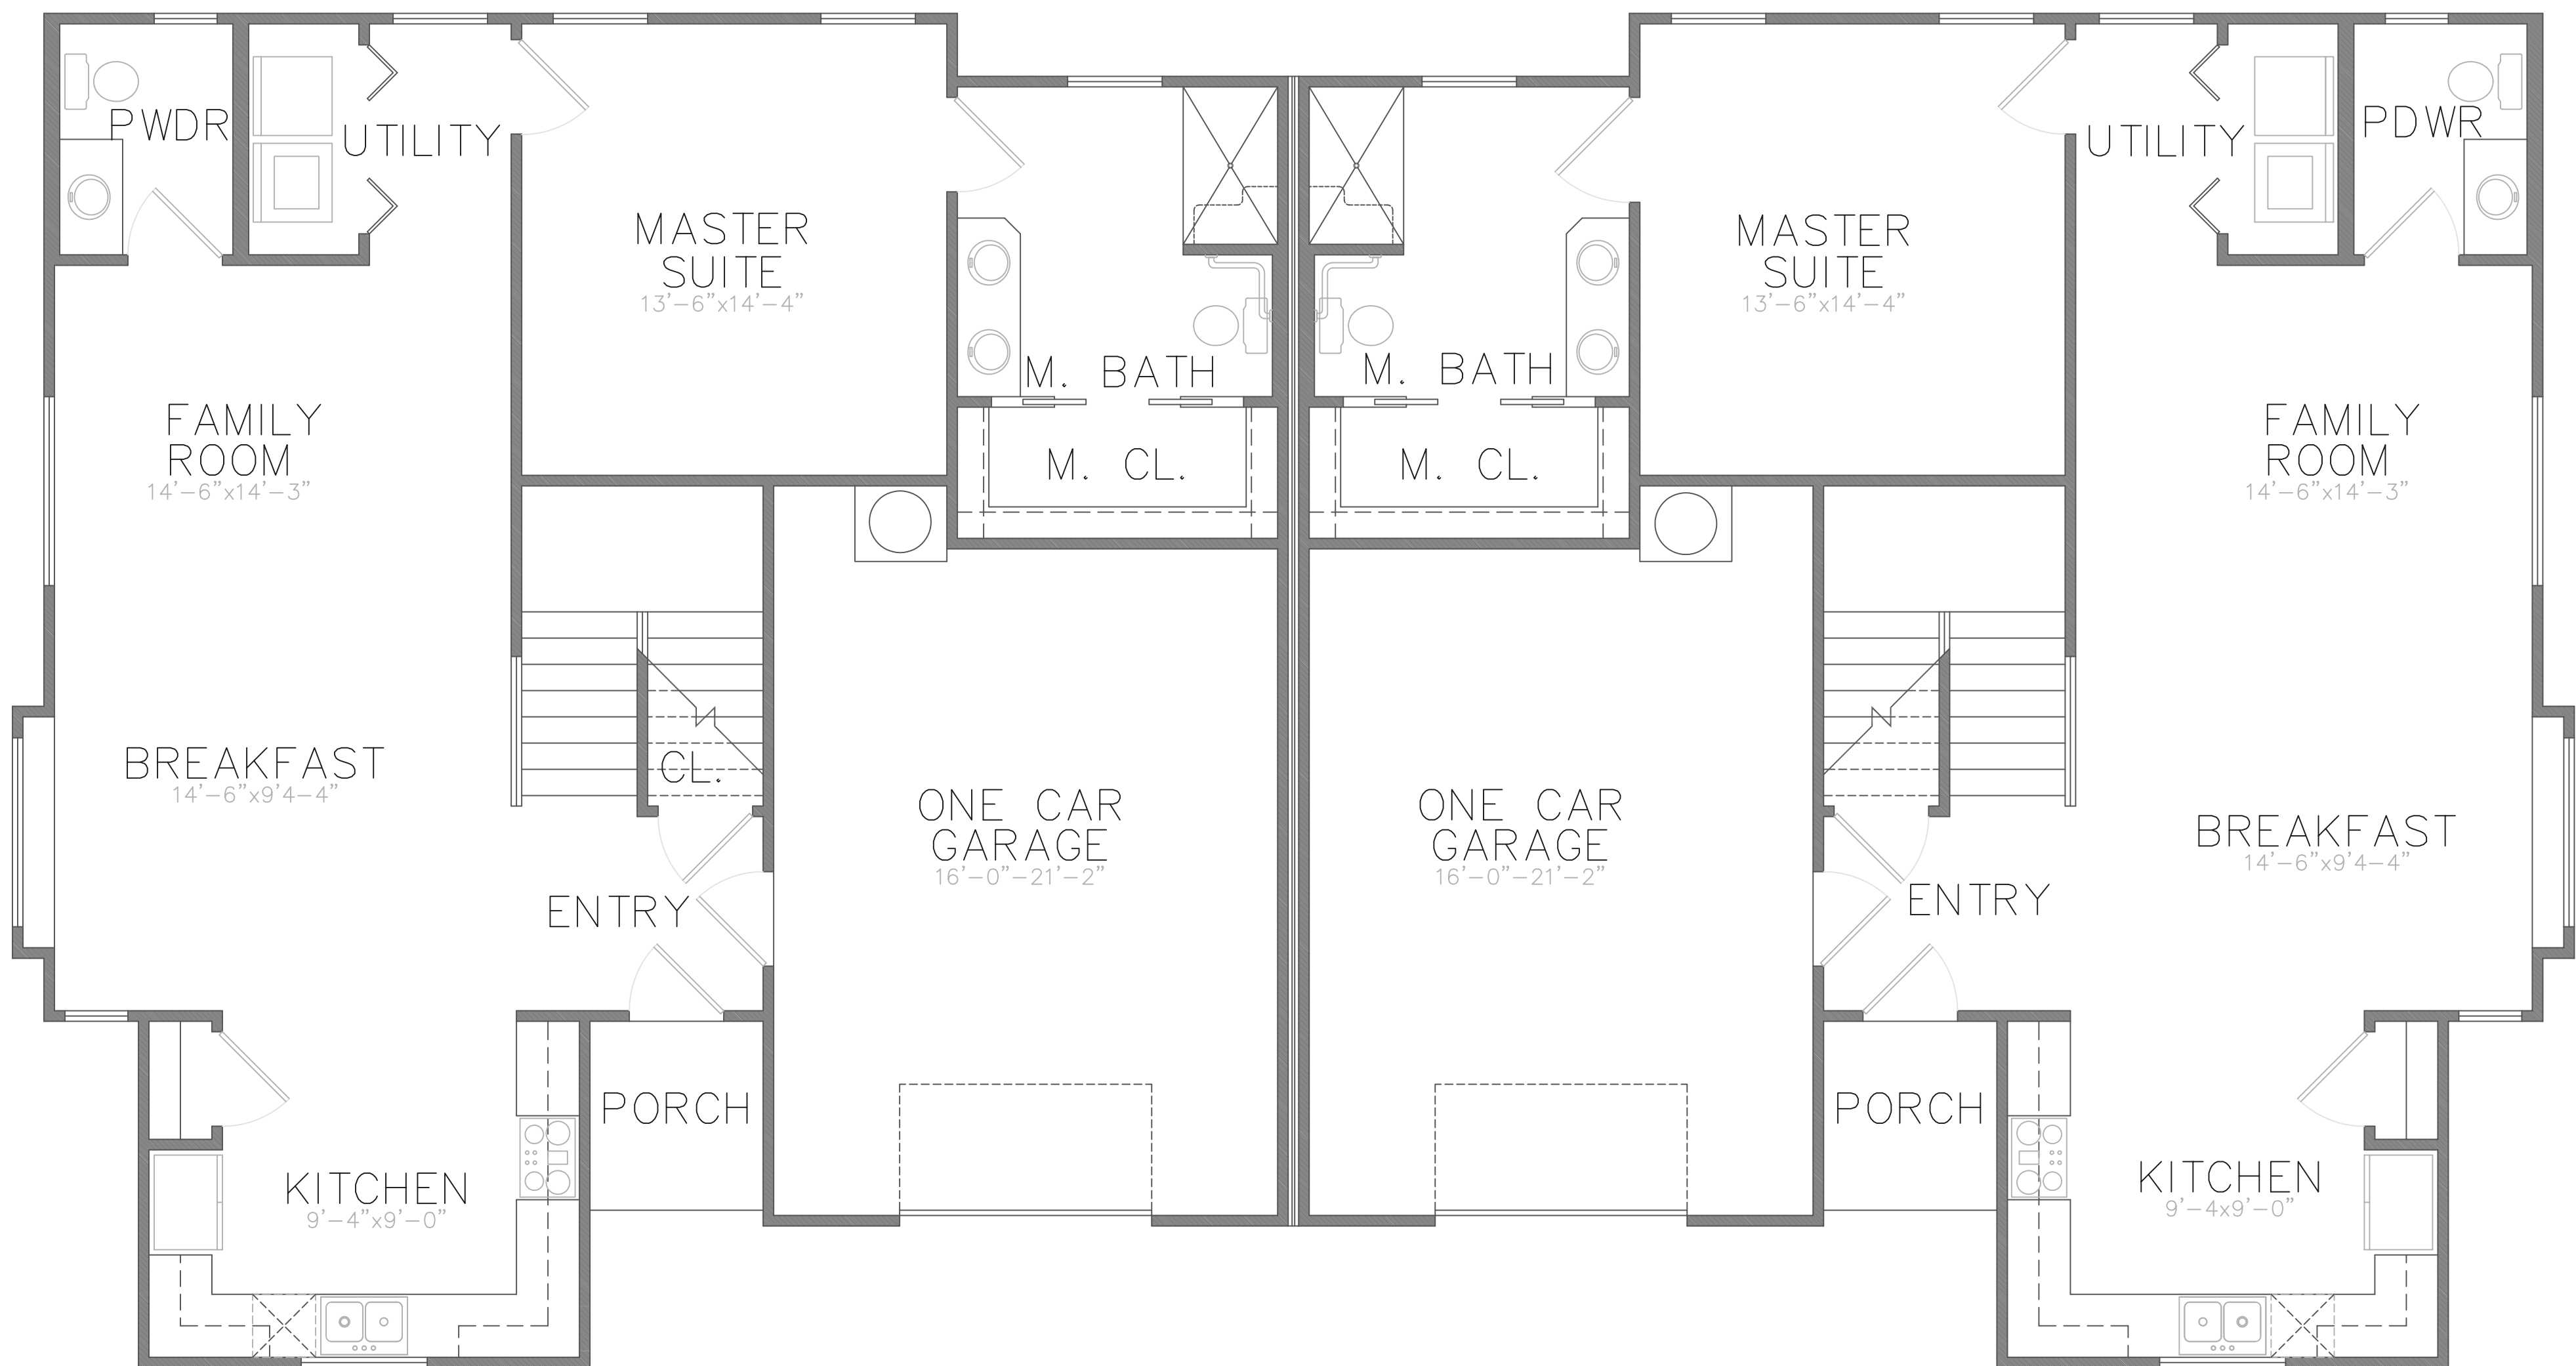 PWDR
UTILITY
MASTER
SUITE
13'-6"x14'-4"
M. BATH
M. CL.
FAMILY
ROOM
14'-6"x14'-3"
BREAKFAST
14'-6"x9'4-4"
CL.
ENTRY
ONE CAR
GARAGE
16'-0"-21'-2"
PORCH
KITCHEN
9'-4"x9'-0"
M. BATH
M. CL.
MASTER
SUITE
13'-6"x14'-4"
UTILITY
PDWR
FAMILY
ROOM
14'-6"x14'-3"
ONE CAR
GARAGE
16'-0"-21'-2"
ENTRY
BREAKFAST
14'-6"x9'4-4"
PORCH
KITCHEN
9'-4x9'-0"